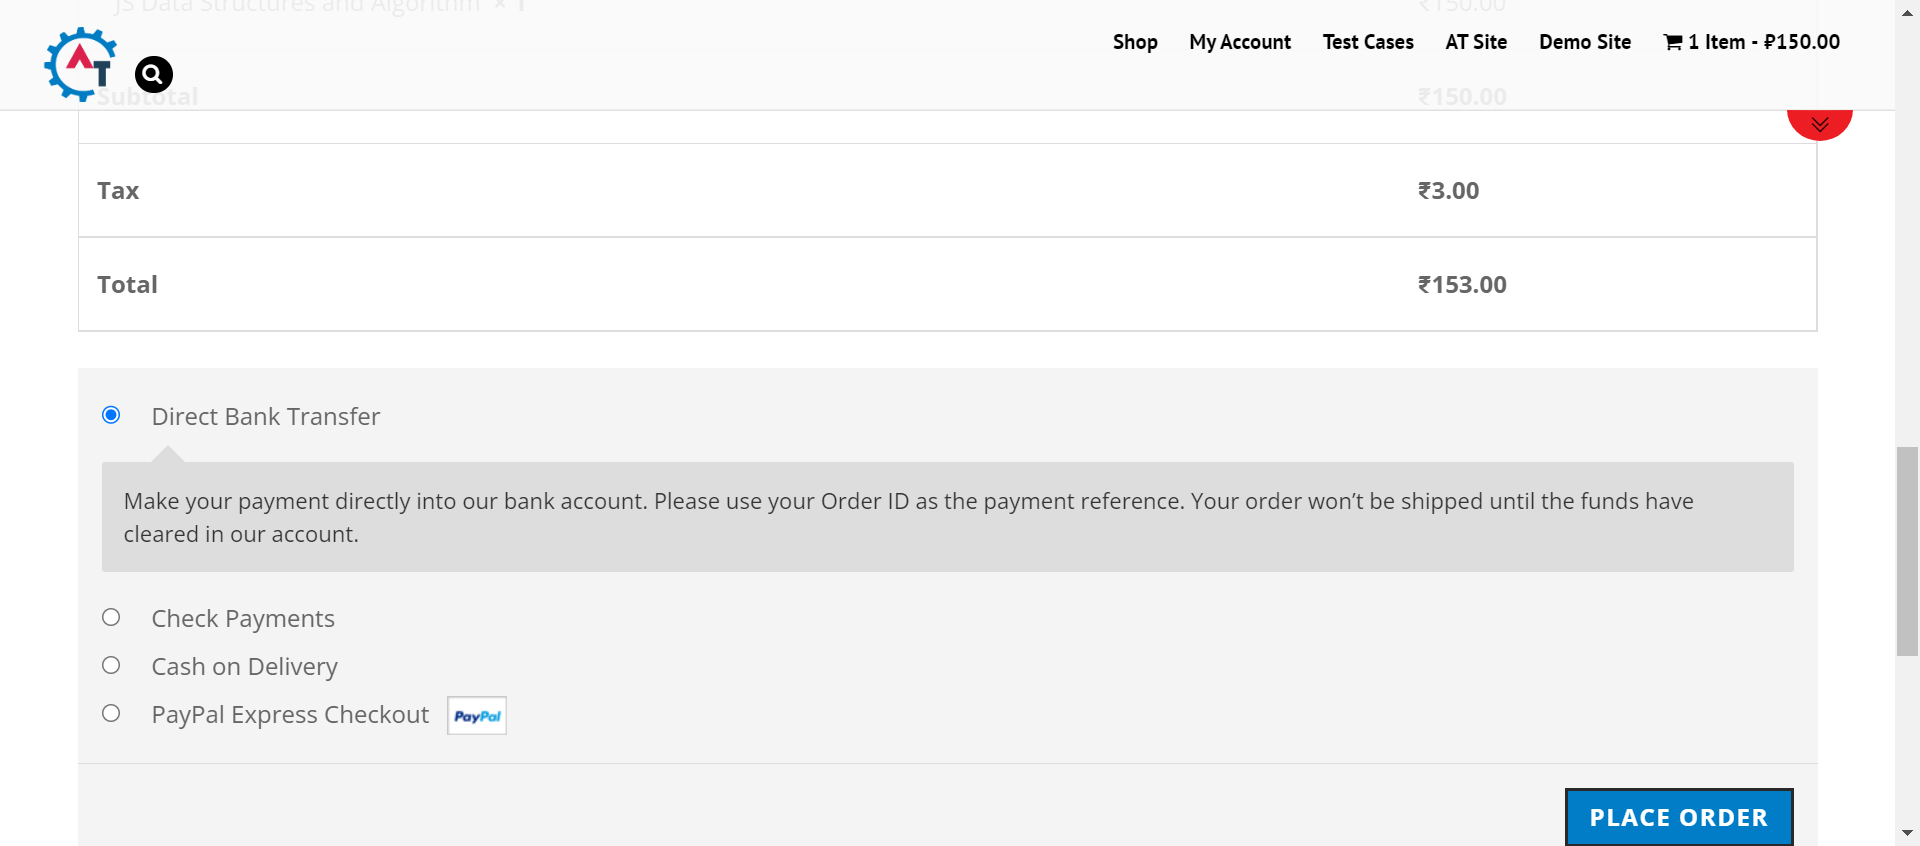 JS Data Structures and Algorithm × 1 ₹150.00
Shop My Account Test Cases AT Site Demo Site 1 Item - ₽150.00
AT
Subtotal ₹150.00
Tax ₹3.00
Total ₹153.00
Direct Bank Transfer
Make your payment directly into our bank account. Please use your Order ID as the payment reference. Your order won’t be shipped until the funds have
cleared in our account.
Check Payments
Cash on Delivery
PayPal Express Checkout PayPal
PLACE ORDER